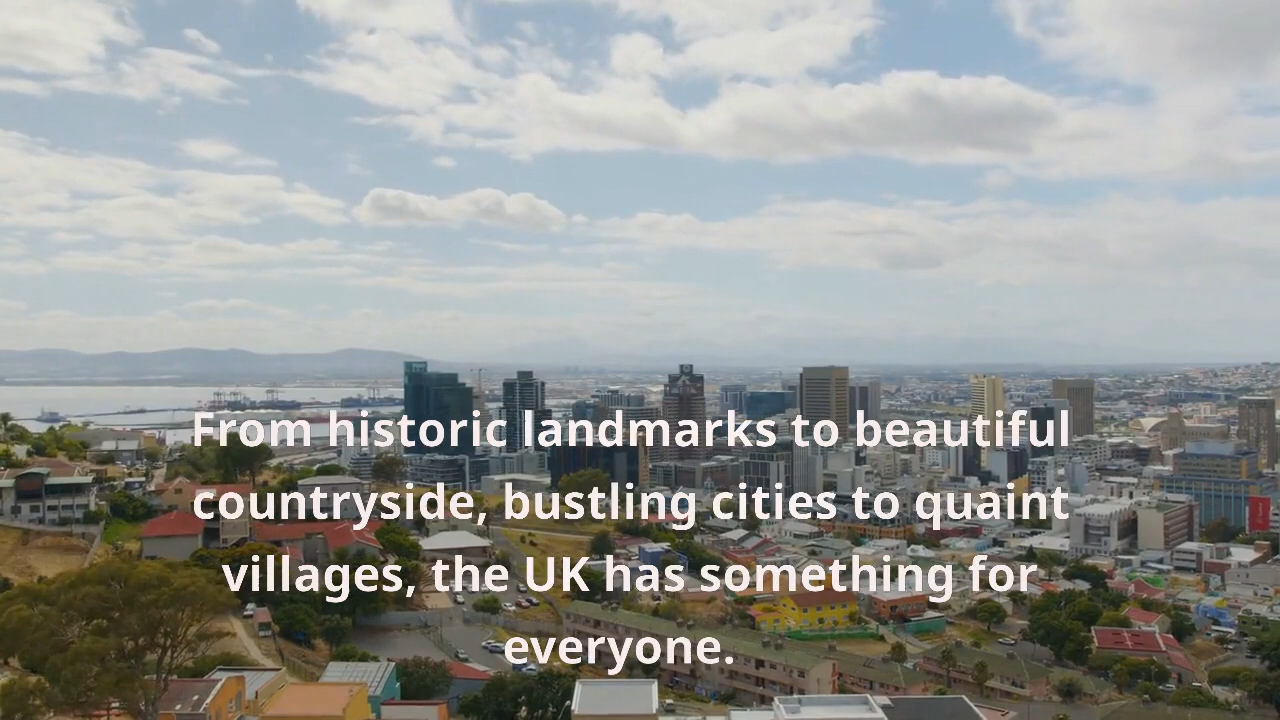 From historic landmarks to beautiful
countryside, bustling cities to quaint
villages, the UK has something for
everyone.